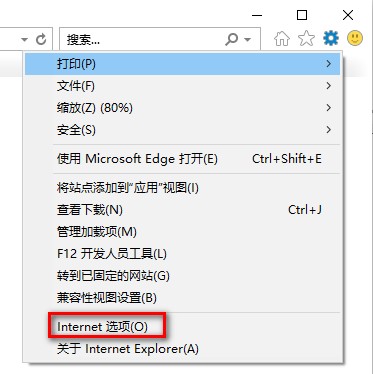 搜索...
打印(P)
文件(F)
缩放(Z) (80%)
安全(S)
使用 Microsoft Edge 打开(E) Ctrl+Shift+E
将站点添加到“应用”视图(I)
查看下载(N) Ctrl+J
管理加载项(M)
F12 开发人员工具(L)
转到已固定的网站(G)
兼容性视图设置(B)
Internet 选项(O)
关于 Internet Explorer(A)